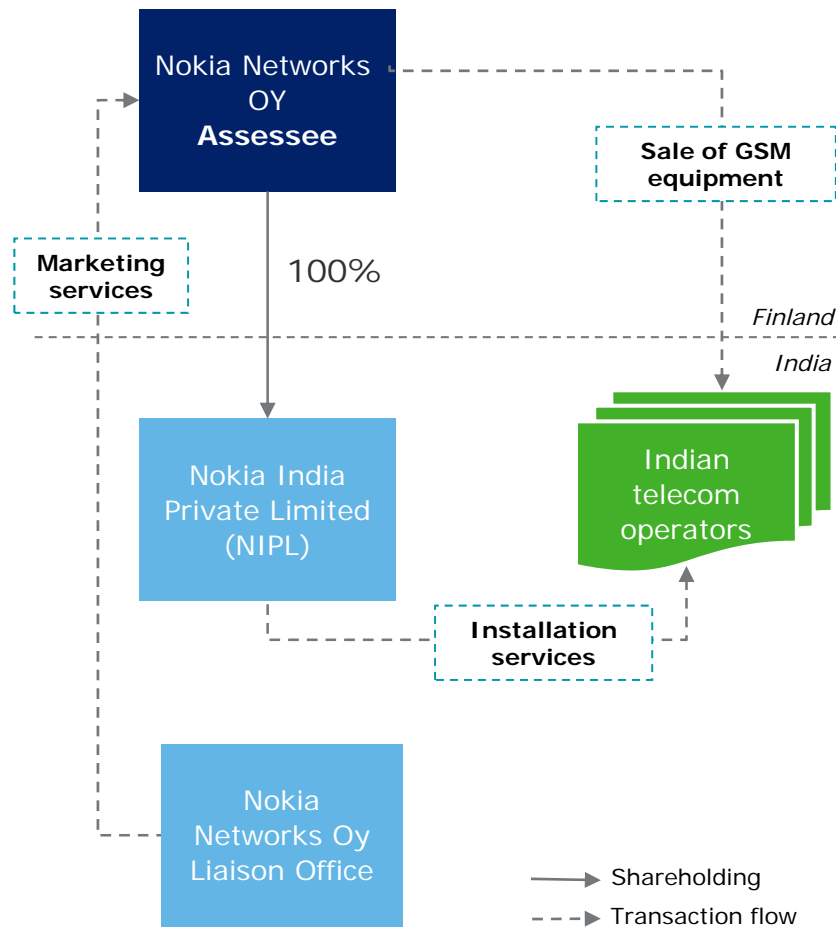 Nokia Networks
OY
Assessee
Sale of GSM
equipment
Marketing
services
100%
Finland
India
Nokia India
Private Limited
(NIPL)
Indian
telecom
operators
Installation
services
Nokia
Networks Oy
Liaison Office
Shareholding
Transaction flow